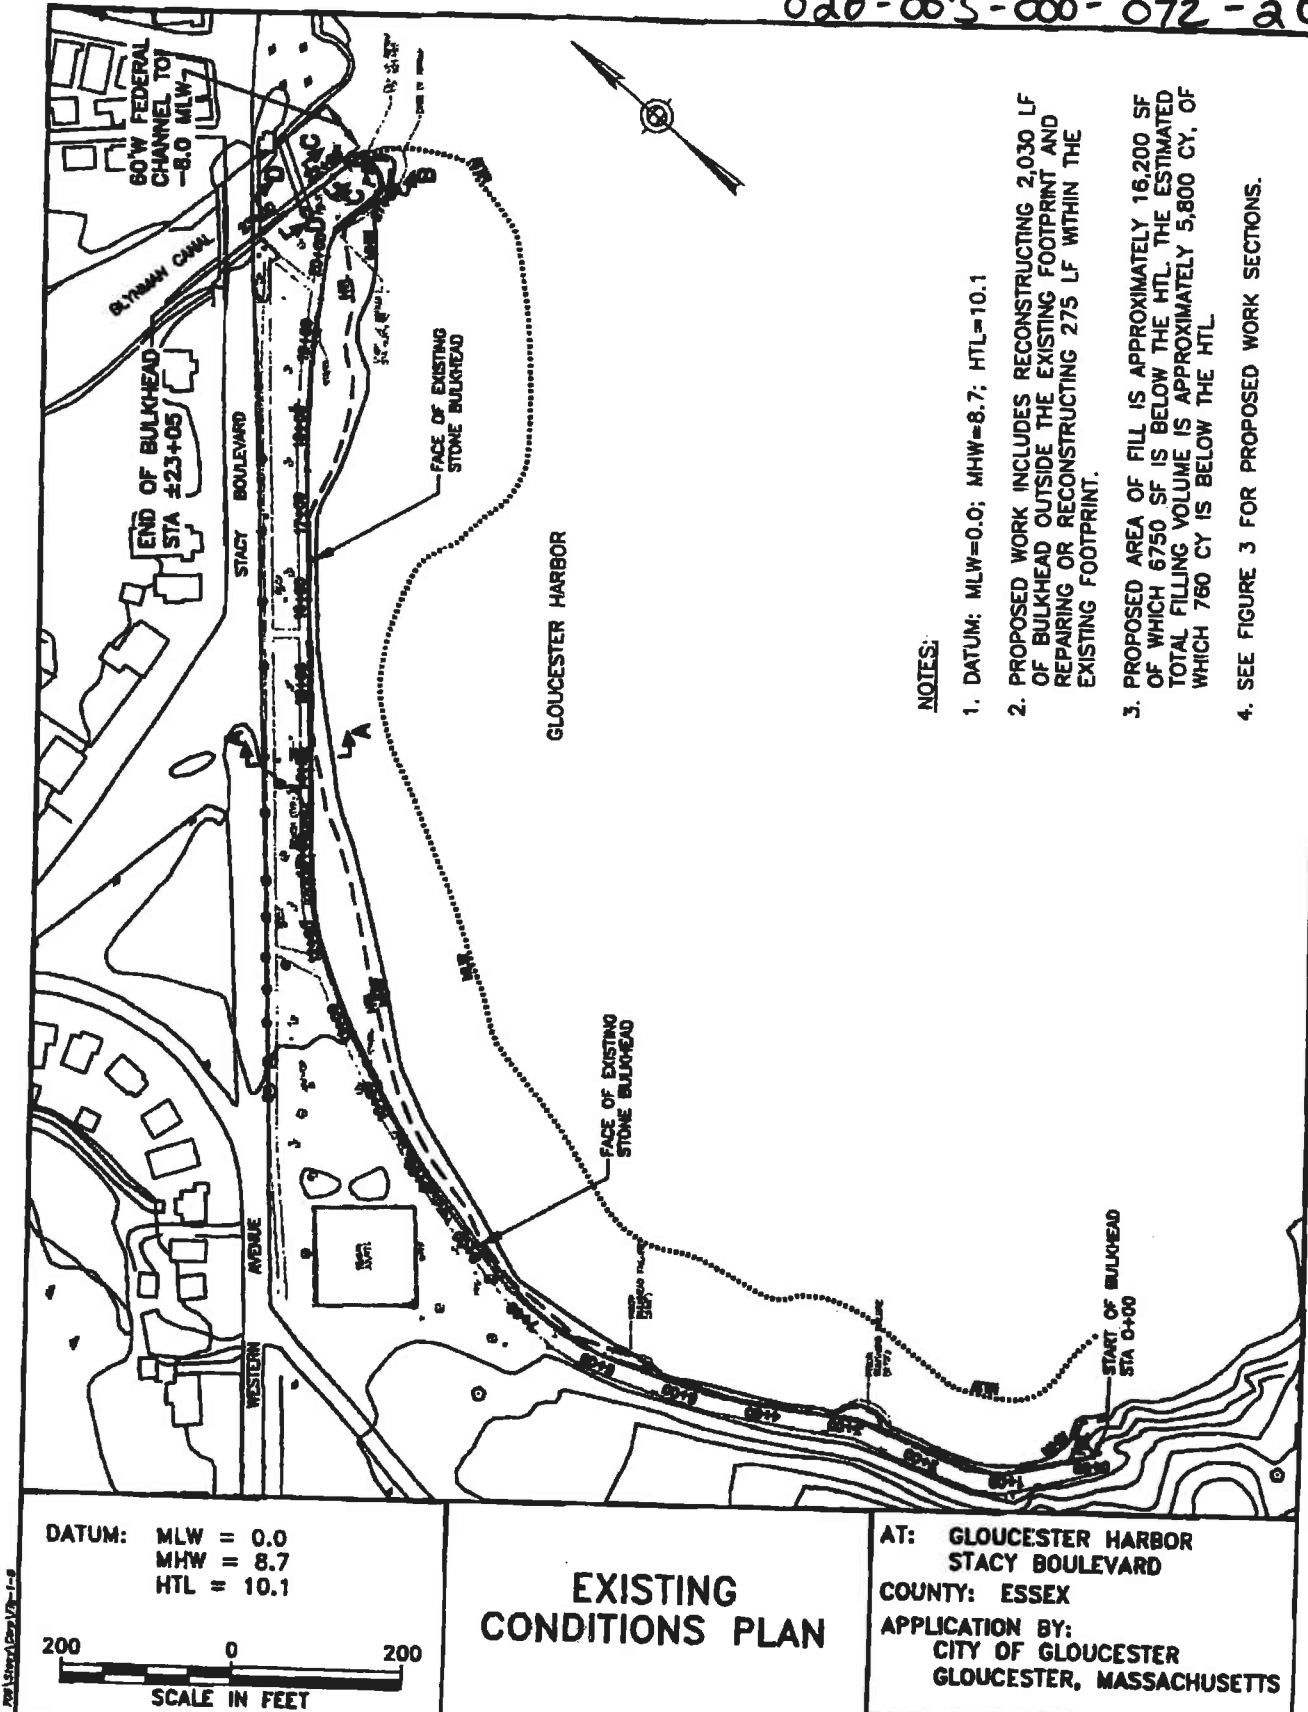 020-005-000-072-20
60'W FEDERAL
CHANNEL TO
-8.0 MLW
BLYNMAN CANAL
END OF BULKHEAD
STA ±23+05
STACY BOULEVARD
FACE OF EXISTING
STONE BULKHEAD
GLOUCESTER HARBOR
A
A
B
C
C
D
D
17+00
MLW
MLW
FACE OF EXISTING
STONE BULKHEAD
WESTERN AVENUE
START OF BULKHEAD
STA 0+00
4+00
1+00
NOTES:
1. DATUM: MLW=0.0; MHW=8.7; HTL=10.1
2. PROPOSED WORK INCLUDES RECONSTRUCTING 2,030 LF
OF BULKHEAD OUTSIDE THE EXISTING FOOTPRINT AND
REPAIRING OR RECONSTRUCTING 275 LF WITHIN THE
EXISTING FOOTPRINT.
3. PROPOSED AREA OF FILL IS APPROXIMATELY 16,200 SF
OF WHICH 6750 SF IS BELOW THE HTL. THE ESTIMATED
TOTAL FILLING VOLUME IS APPROXIMATELY 5,800 CY, OF
WHICH 760 CY IS BELOW THE HTL.
4. SEE FIGURE 3 FOR PROPOSED WORK SECTIONS.
DATUM: MLW = 0.0
MHW = 8.7
HTL = 10.1
200 0 200
SCALE IN FEET
EXISTING
CONDITIONS PLAN
AT: GLOUCESTER HARBOR
STACY BOULEVARD
COUNTY: ESSEX
APPLICATION BY:
CITY OF GLOUCESTER
GLOUCESTER, MASSACHUSETTS